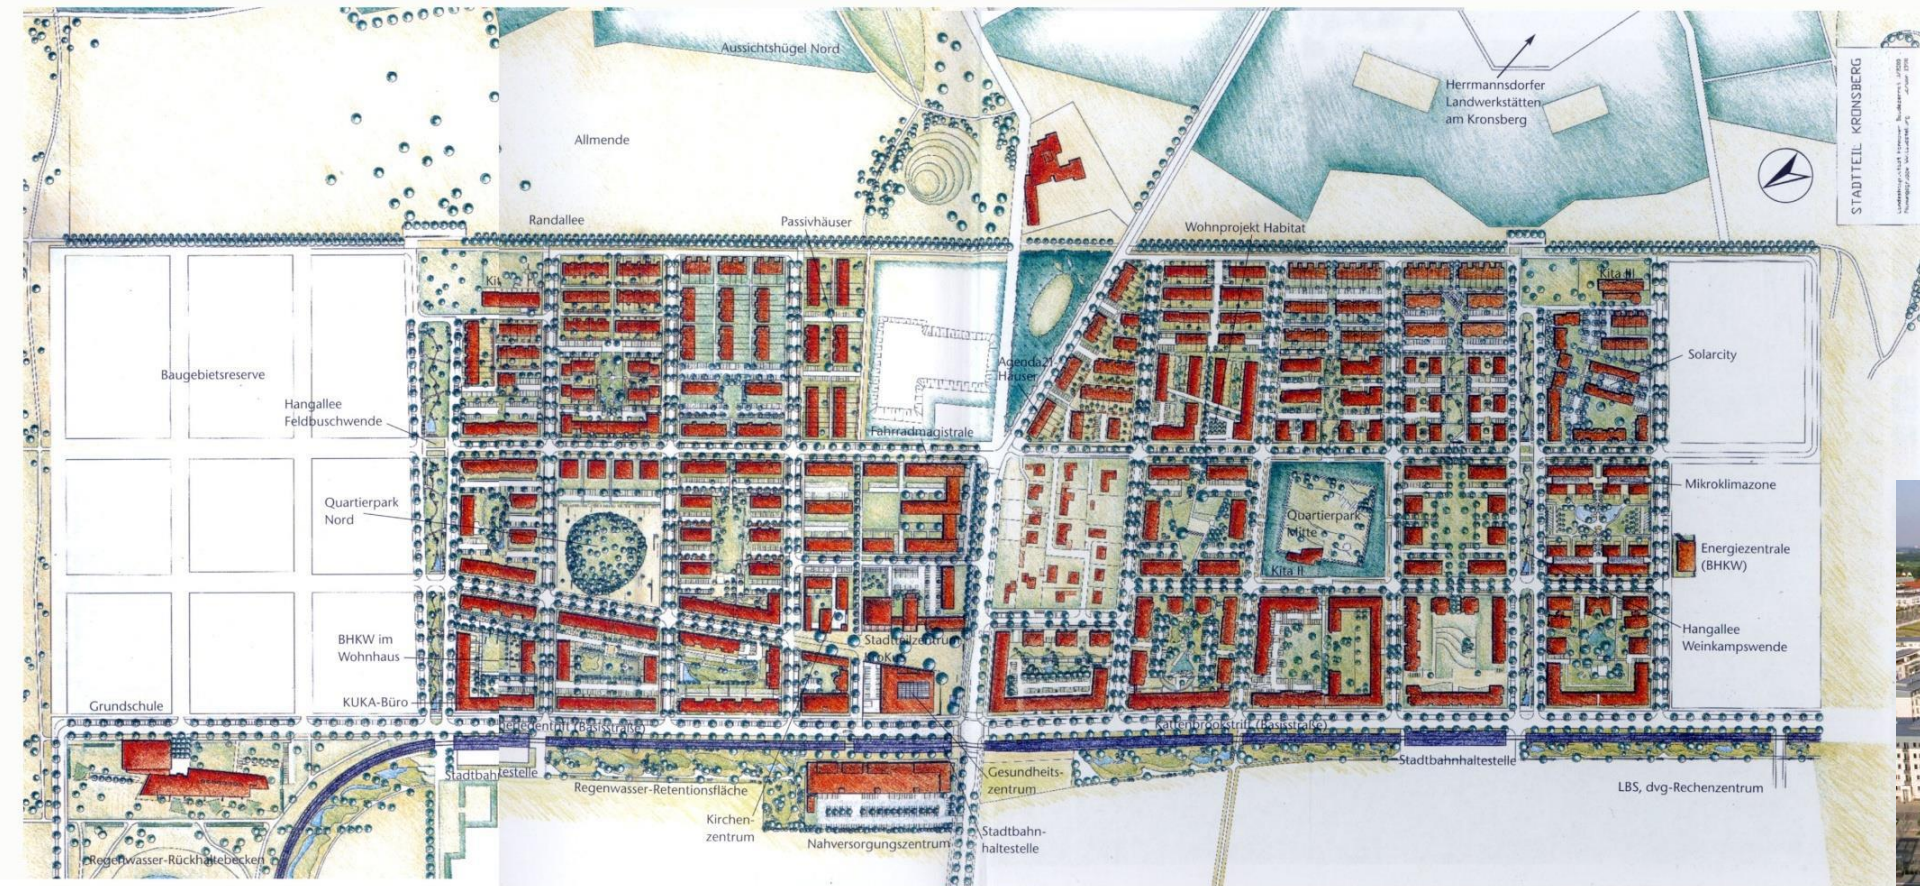 Aussichtshügel Nord
Allmende
Herrmannsdorfer
Landwerkstätten
am Kronsberg
STADTTEIL KRONSBERG
Randallee
Passivhäuser
Wohnprojekt Habitat
Kita III
Baugebietsreserve
Agenda21
Häuser
Solarcity
Hangallee
Feldbuschwende
Fahrradmagistrale
Quartierpark
Nord
Quartierpark
Mitte
Kita II
Mikroklimazone
Energiezentrale
(BHKW)
BHKW im
Wohnhaus
Stadtteilzentrum
Hangallee
Weinkampswende
Grundschule
KUKA-Büro
(Basisstraße)
Kattenbrookstrift (Basisstraße)
Stadtbahnhaltestelle
Regenwasser-Retentionsfläche
Gesundheits-
zentrum
LBS, dvg-Rechenzentrum
Kirchen-
zentrum
Nahversorgungszentrum
Stadtbahn-
haltestelle
Regenwasser-Rückhaltebecken